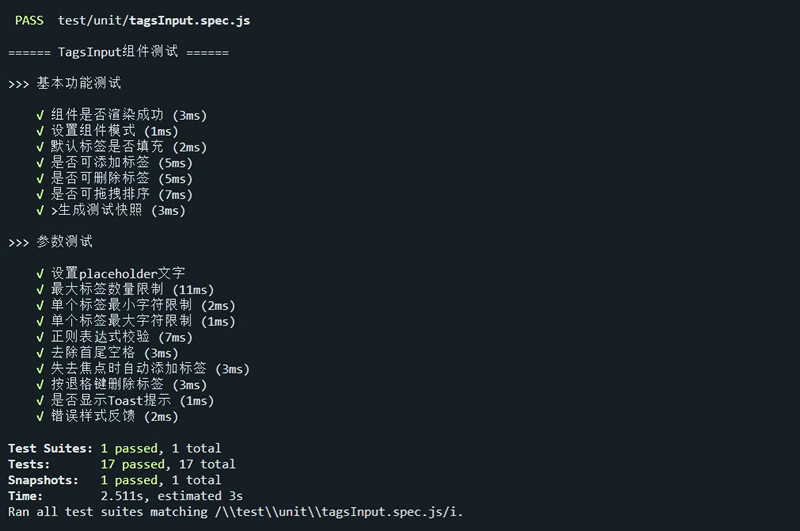 PASS test/unit/tagsInput.spec.js
====== TagsInput组件测试 ======
>>> 基本功能测试
√ 组件是否渲染成功 (3ms)
√ 设置组件模式 (1ms)
√ 默认标签是否填充 (2ms)
√ 是否可添加标签 (5ms)
√ 是否可删除标签 (5ms)
√ 是否可拖拽排序 (7ms)
√ >生成测试快照 (3ms)
>>> 参数测试
√ 设置placeholder文字
√ 最大标签数量限制 (11ms)
√ 单个标签最小字符限制 (2ms)
√ 单个标签最大字符限制 (1ms)
√ 正则表达式校验 (7ms)
√ 去除首尾空格 (3ms)
√ 失去焦点时自动添加标签 (3ms)
√ 按退格键删除标签 (3ms)
√ 是否显示Toast提示 (1ms)
√ 错误样式反馈 (2ms)
Test Suites: 1 passed, 1 total
Tests: 17 passed, 17 total
Snapshots: 1 passed, 1 total
Time: 2.511s, estimated 3s
Ran all test suites matching /\\test\\unit\\tagsInput.spec.js/i.